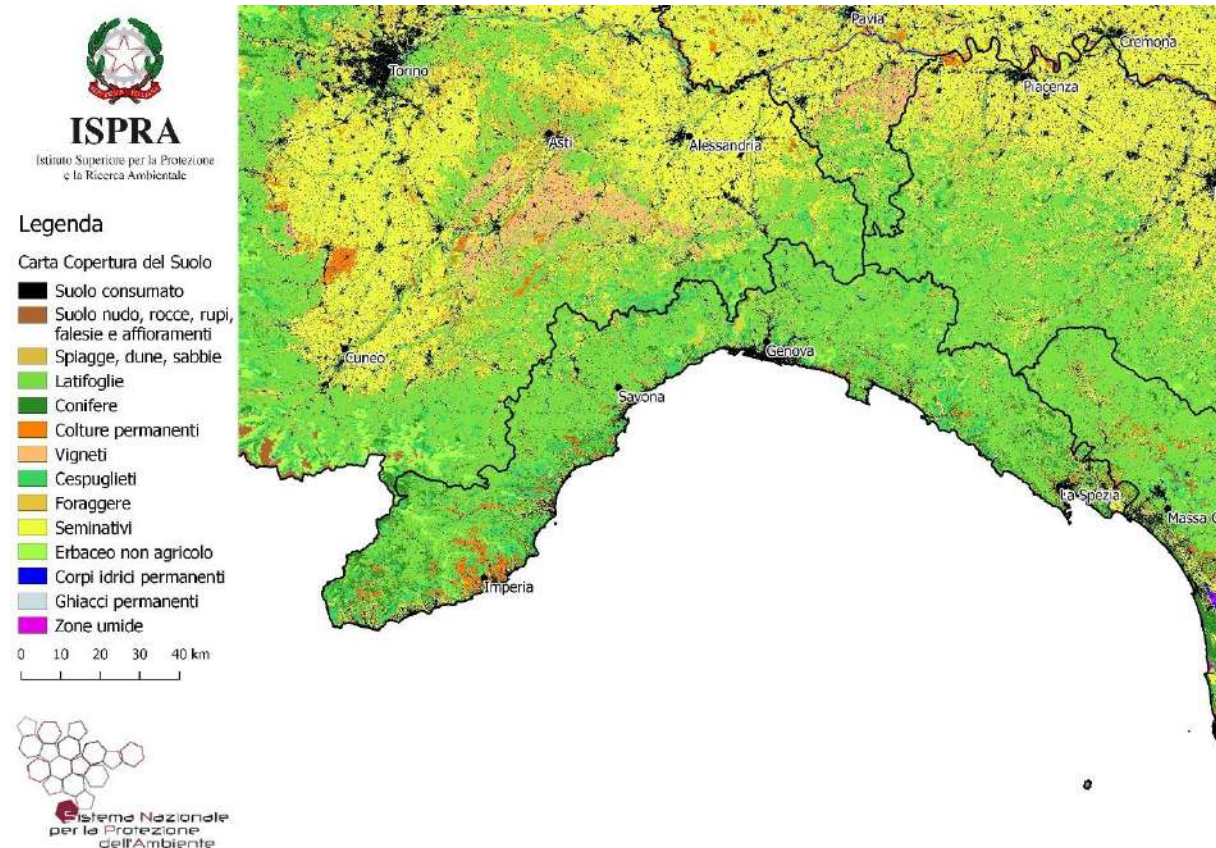 ISPRA
Istituto Superiore per la Protezione
e la Ricerca Ambientale
Legenda
Carta Copertura del Suolo
Suolo consumato
Suolo nudo, rocce, rupi,
falesie e affioramenti
Spiagge, dune, sabbie
Latifoglie
Conifere
Colture permanenti
Vigneti
Cespuglieti
Foraggere
Seminativi
Erbaceo non agricolo
Corpi idrici permanenti
Ghiacci permanenti
Zone umide
0 10 20 30 40 km
Sistema Nazionale
per la Protezione
dell'Ambiente
Pavia
Cremona
Torino
Piacenza
Asti
Alessandria
Cuneo
Genova
Savona
La Spezia
Massa C
Imperia